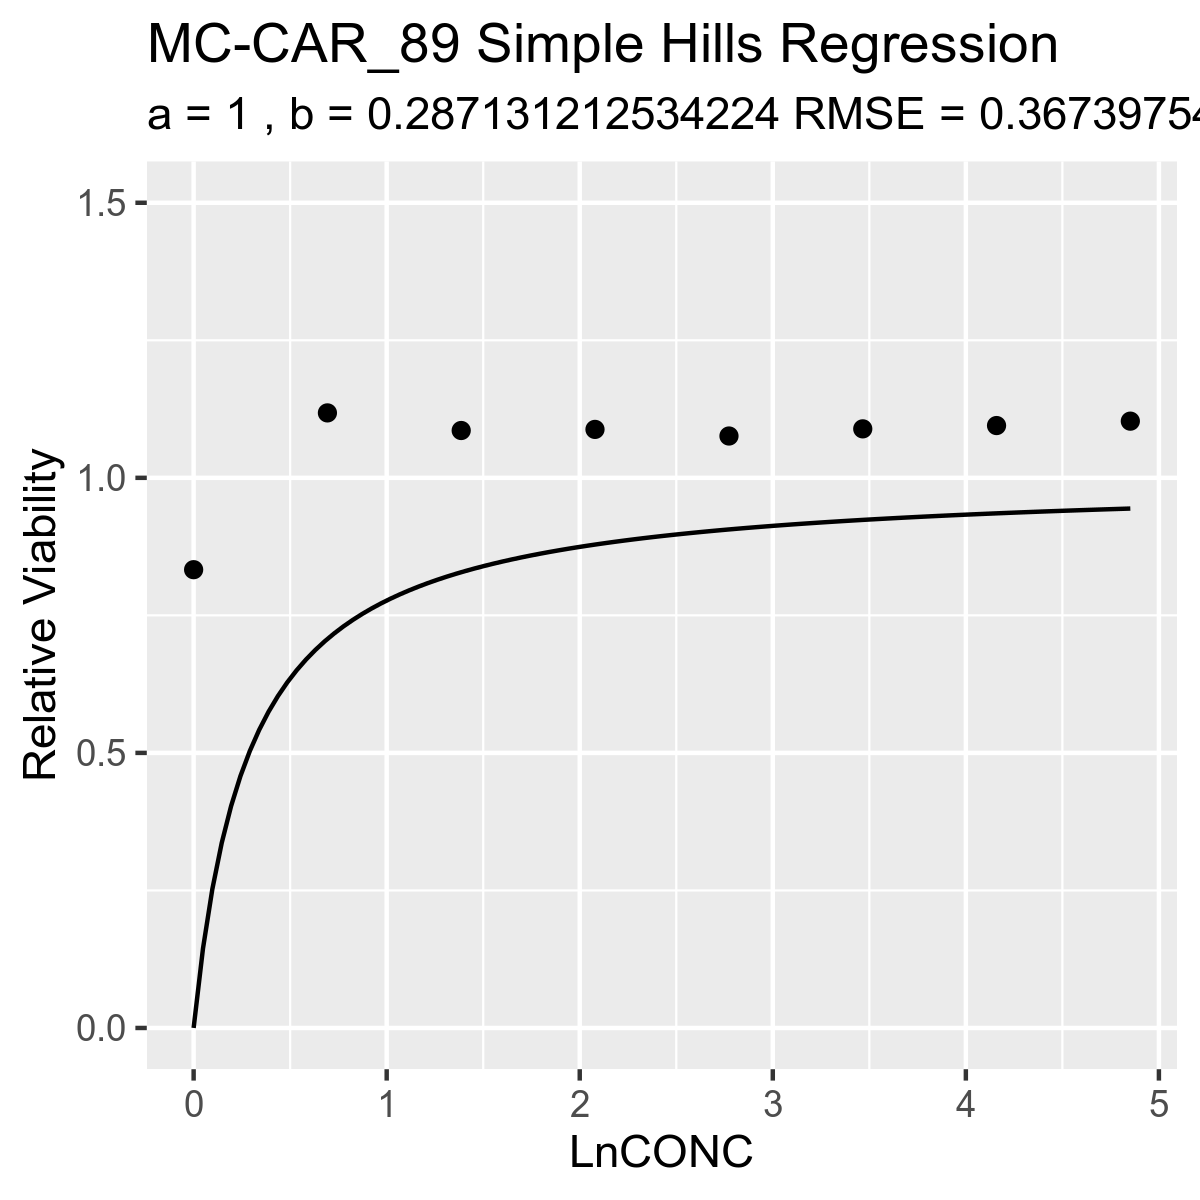 MC-CAR_89 Simple Hills Regression
a = 1 , b = 0.287131212534224 RMSE = 0.36739754
1.5
1.0
0.5
0.0
Relative Viability
0 1 2 3 4 5
LnCONC